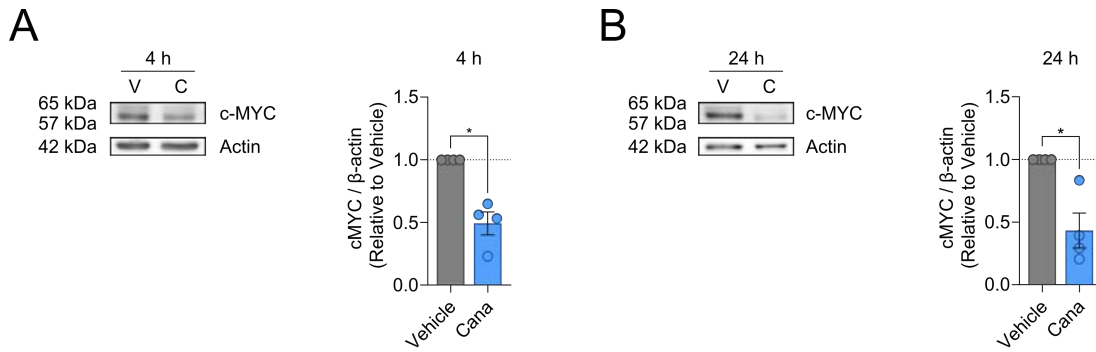 A
4 h
V C
65 kDa
57 kDa
c-MYC
42 kDa
Actin
4 h
cMYC / β-actin
(Relative to Vehicle)
1.5
1.0
0.5
0.0
*
Vehicle
Cana
B
24 h
V C
65 kDa
57 kDa
c-MYC
42 kDa
Actin
24 h
cMYC / β-actin
(Relative to Vehicle)
1.5
1.0
0.5
0.0
*
Vehicle
Cana